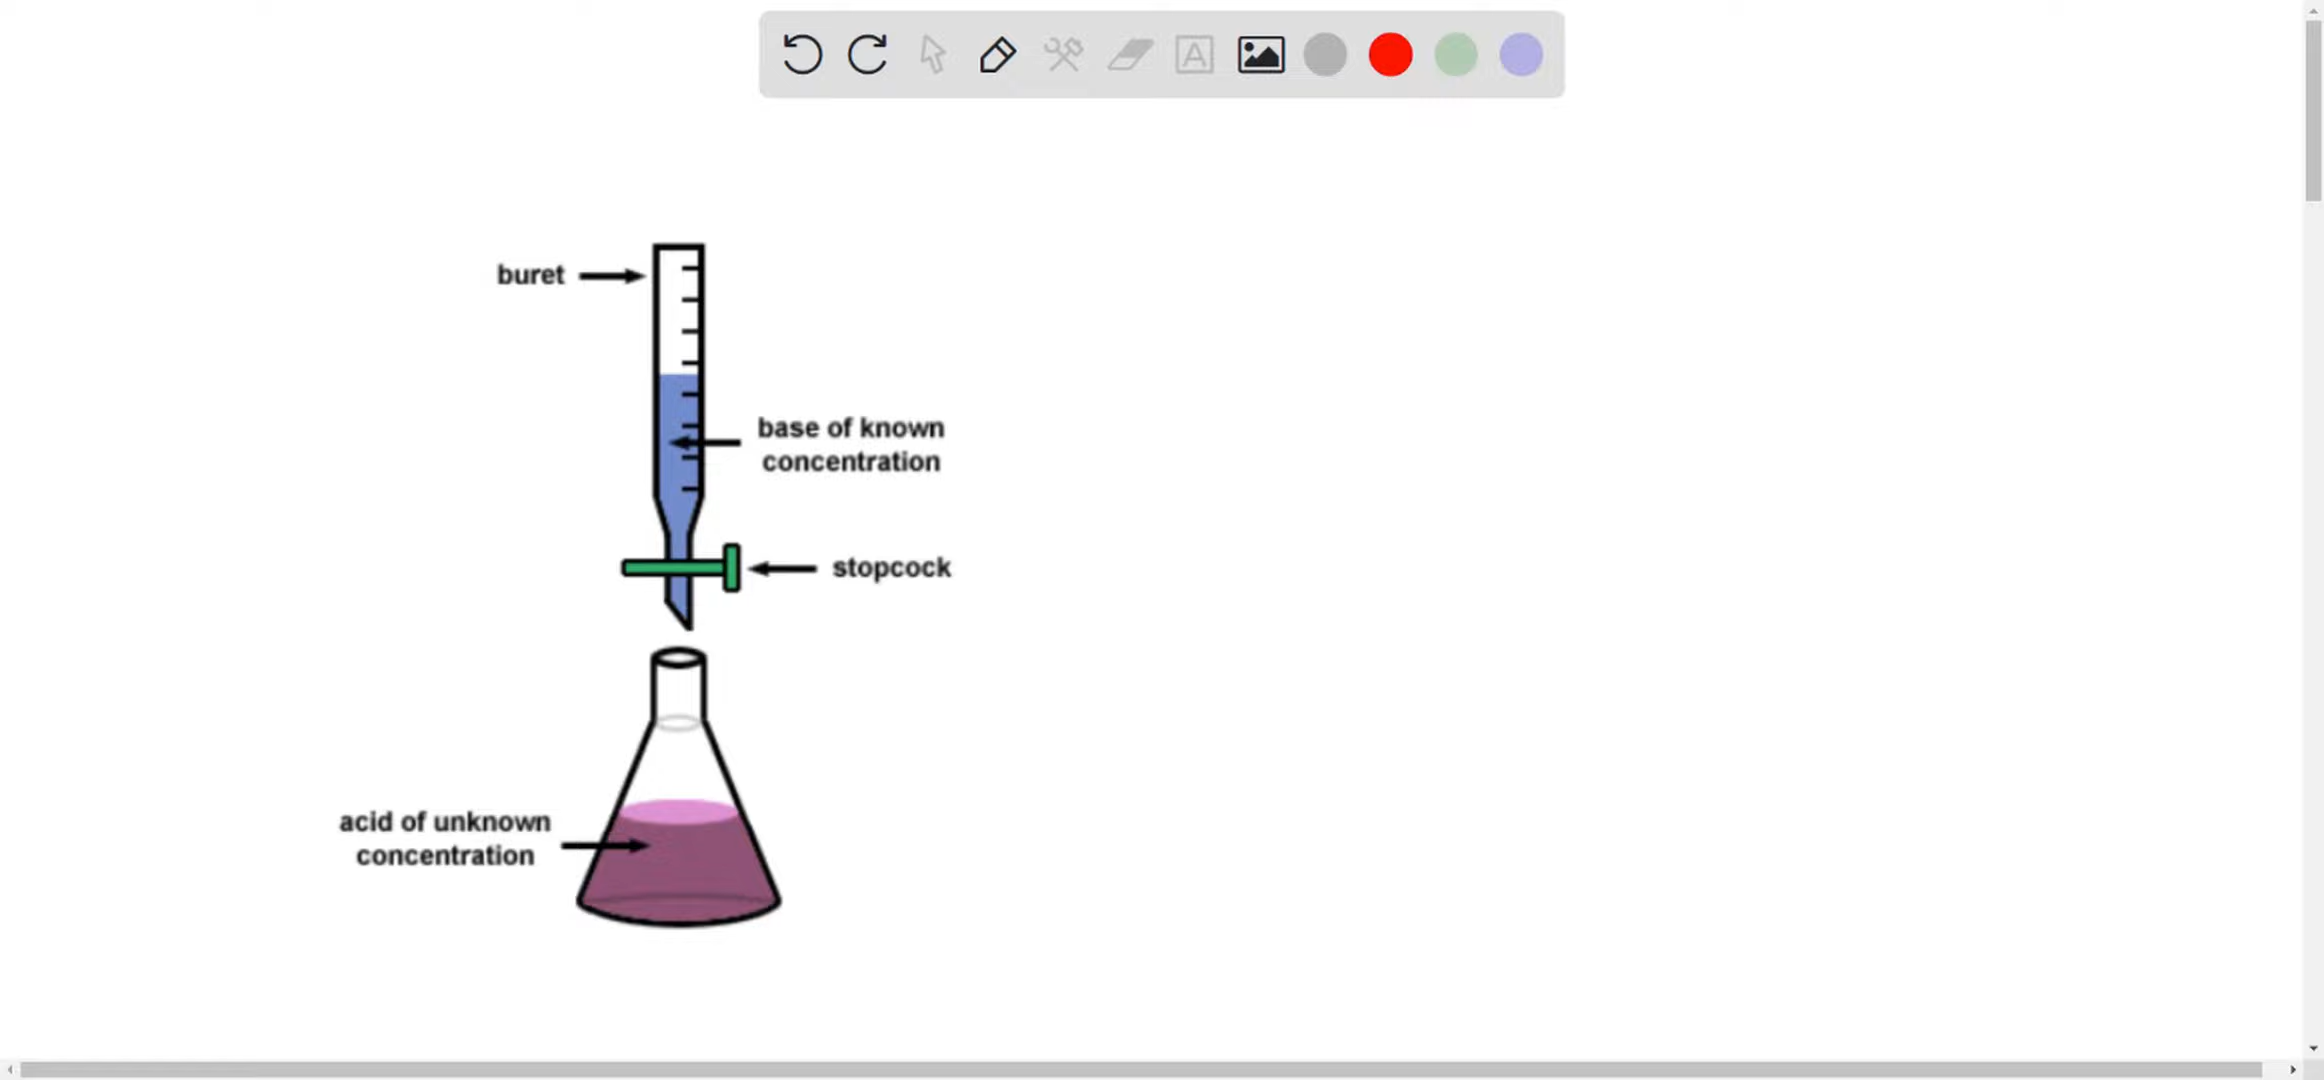 A
buret
base of known
concentration
stopcock
acid of unknown
concentration